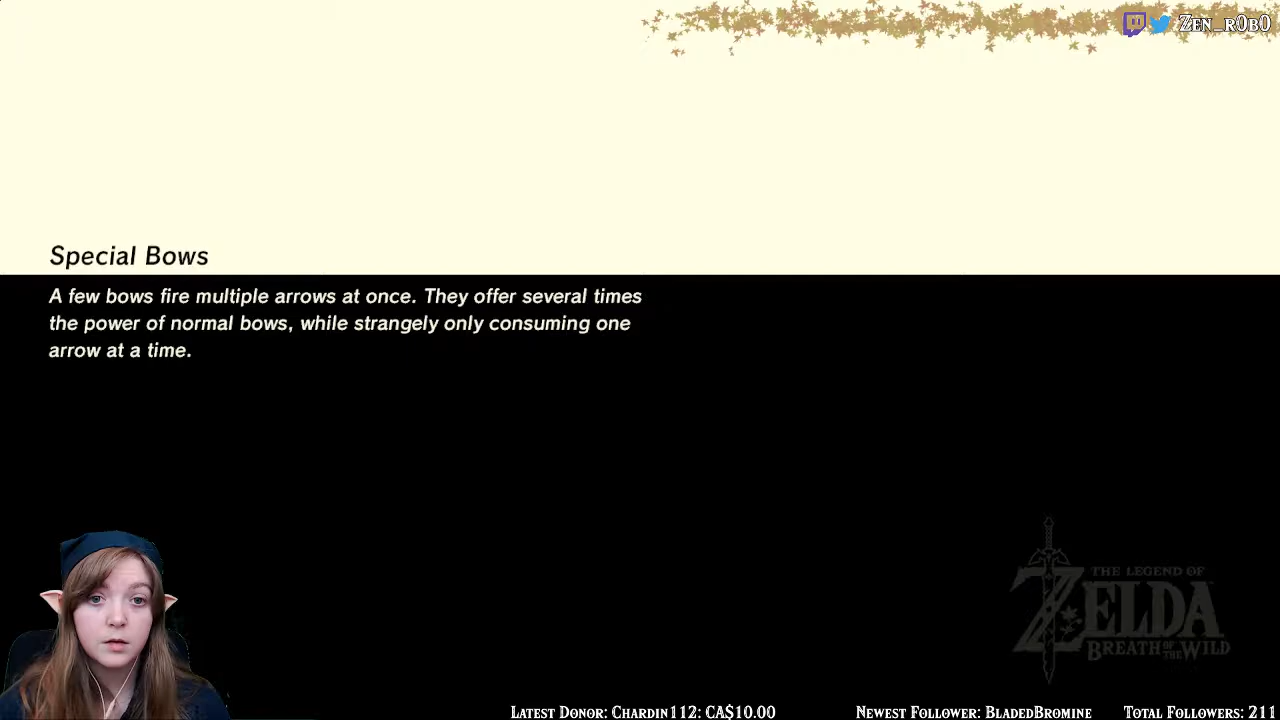 Zen_r0b0
Special Bows
A few bows fire multiple arrows at once. They offer several times
the power of normal bows, while strangely only consuming one
arrow at a time.
THE LEGEND OF
ZELDA
BREATH OF THE WILD
Latest Donor: Chardin112: CA$10.00
Newest Follower: BladedBromine
Total Followers: 211